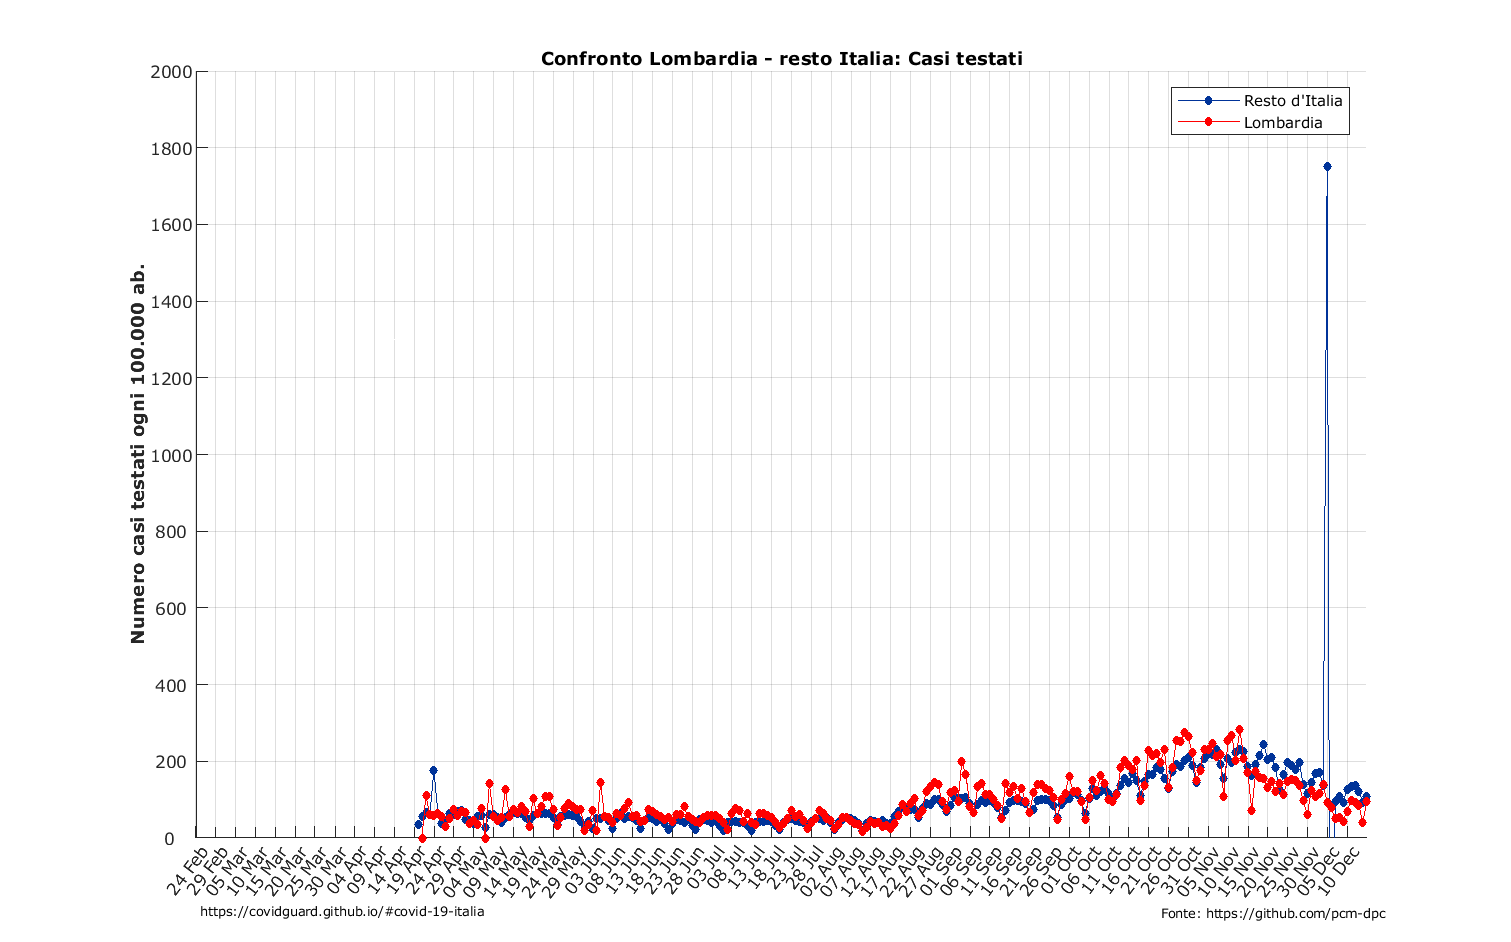 Confronto Lombardia - resto Italia: Casi testati
2000
1800
1600
1400
1200
1000
800
600
400
200
0
Numero casi testati ogni 100.000 ab.
Resto d'Italia
Lombardia
24 Feb
29 Feb
05 Mar
10 Mar
15 Mar
20 Mar
25 Mar
30 Mar
04 Apr
09 Apr
14 Apr
19 Apr
24 Apr
29 Apr
04 May
09 May
14 May
19 May
24 May
29 May
03 Jun
08 Jun
13 Jun
18 Jun
23 Jun
28 Jun
03 Jul
08 Jul
13 Jul
18 Jul
23 Jul
28 Jul
02 Aug
07 Aug
12 Aug
17 Aug
22 Aug
27 Aug
01 Sep
06 Sep
11 Sep
16 Sep
21 Sep
26 Sep
01 Oct
06 Oct
11 Oct
16 Oct
21 Oct
26 Oct
31 Oct
05 Nov
10 Nov
15 Nov
20 Nov
25 Nov
30 Nov
05 Dec
10 Dec
https://covidguard.github.io/#covid-19-italia
Fonte: https://github.com/pcm-dpc